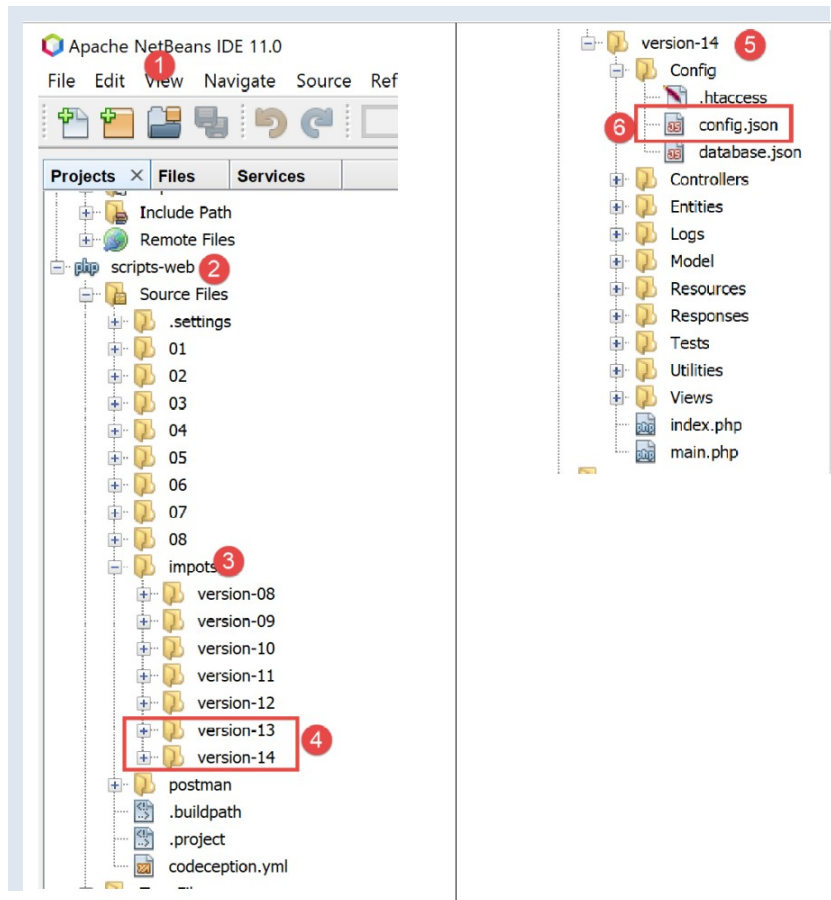 Apache NetBeans IDE 11.0
1
File Edit View Navigate Source Ref
Projects × Files Services
Include Path
Remote Files
php scripts-web 2
Source Files
.settings
01
02
03
04
05
06
07
08
impots 3
version-08
version-09
version-10
version-11
version-12
version-13
4
version-14
postman
.buildpath
.project
codeception.yml
version-14 5
Config
.htaccess
6 config.json
database.json
Controllers
Entities
Logs
Model
Resources
Responses
Tests
Utilities
Views
php index.php
php main.php